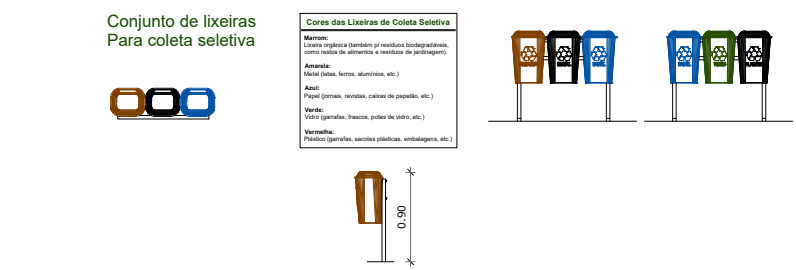 Conjunto de lixeiras
Para coleta seletiva
Cores das Lixeiras de Coleta Seletiva
Marrom:
Lixeira orgânica (também p/ resíduos biodegradáveis,
como restos de alimentos e resíduos de jardinagem).
Amarela:
Metal (latas, ferros, alumínios, etc.)
Azul:
Papel (jornais, revistas, caixas de papelão, etc.)
Verde:
Vidro (garrafas, frascos, potes de vidro, etc.)
Vermelha:
Plástico (garrafas, sacolas plásticas, embalagens, etc.)
0.90